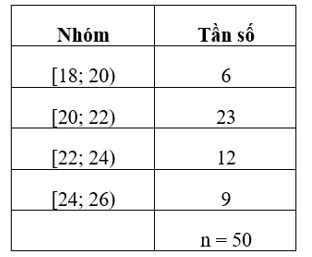 Nhóm Tần số
[18; 20) 6
[20; 22) 23
[22; 24) 12
[24; 26) 9
n = 50